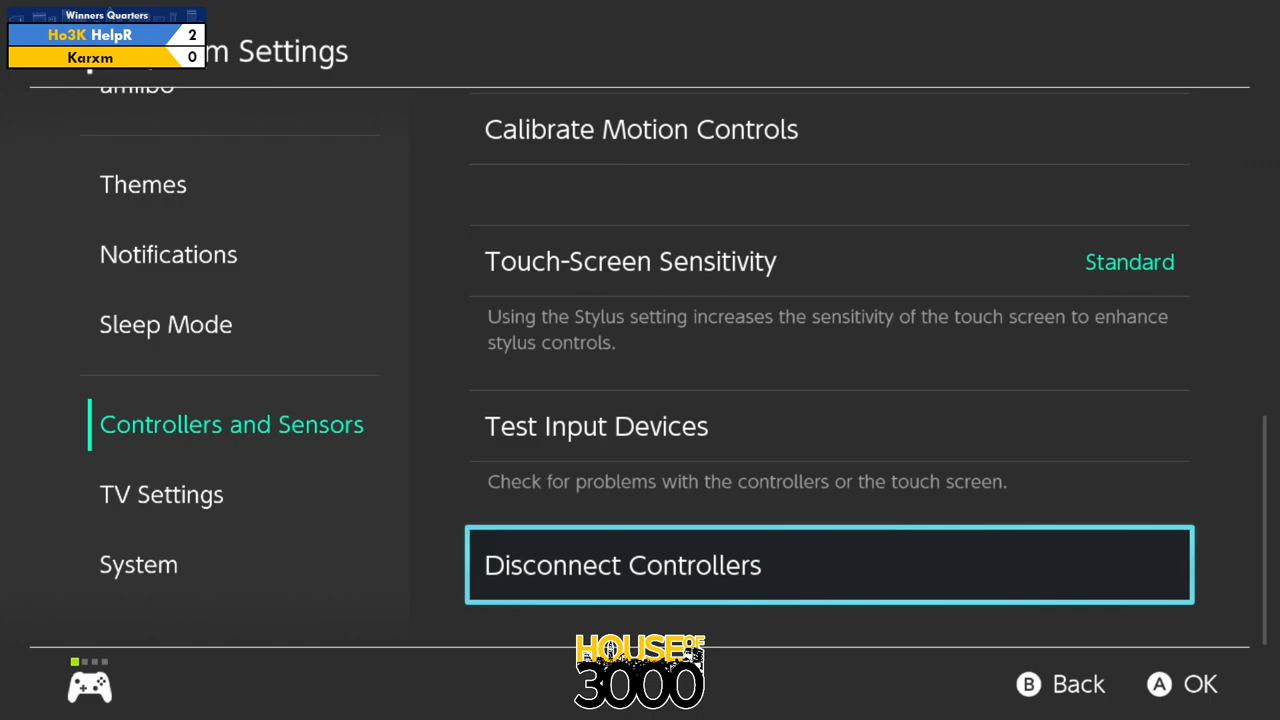 Winners Quarters
Ho3K HelpR 2
Karxm 0
m Settings
amiibo
Themes
Notifications
Sleep Mode
Controllers and Sensors
TV Settings
System
Calibrate Motion Controls
Touch-Screen Sensitivity Standard
Using the Stylus setting increases the sensitivity of the touch screen to enhance
stylus controls.
Test Input Devices
Check for problems with the controllers or the touch screen.
Disconnect Controllers
HOUSE OF
3000
B Back A OK